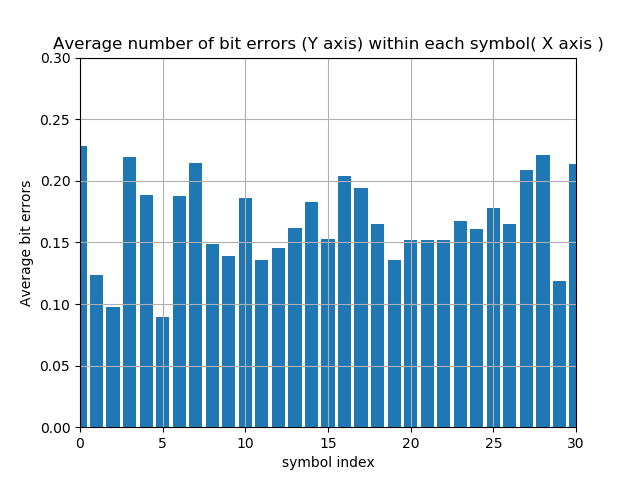 Average number of bit errors (Y axis) within each symbol( X axis )
0.30
0.25
0.20
0.15
0.10
0.05
0.00
Average bit errors
0 5 10 15 20 25 30
symbol index